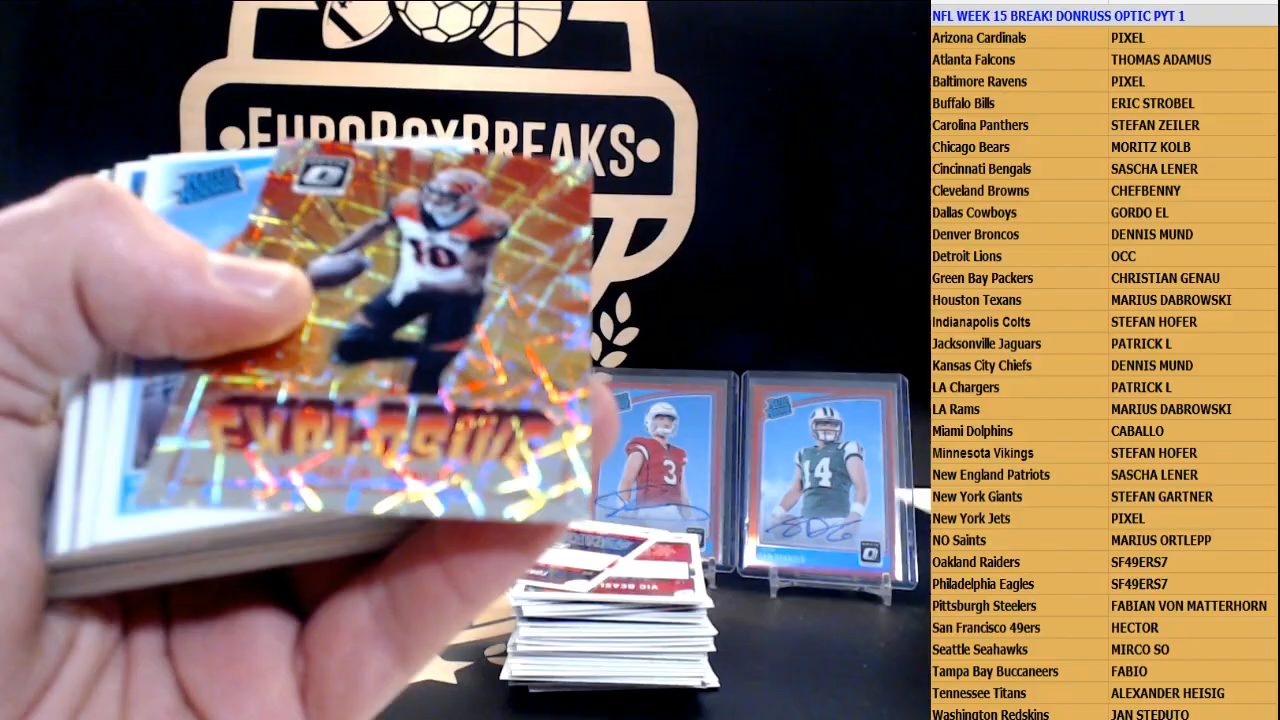 EUROBOXBREAKS
EXPLOSIVE
10
3
14
VIC BEASL
NFL WEEK 15 BREAK! DONRUSS OPTIC PYT 1
Arizona Cardinals PIXEL
Atlanta Falcons THOMAS ADAMUS
Baltimore Ravens PIXEL
Buffalo Bills ERIC STROBEL
Carolina Panthers STEFAN ZEILER
Chicago Bears MORITZ KOLB
Cincinnati Bengals SASCHA LENER
Cleveland Browns CHEFBENNY
Dallas Cowboys GORDO EL
Denver Broncos DENNIS MUND
Detroit Lions OCC
Green Bay Packers CHRISTIAN GENAU
Houston Texans MARIUS DABROWSKI
Indianapolis Colts STEFAN HOFER
Jacksonville Jaguars PATRICK L
Kansas City Chiefs DENNIS MUND
LA Chargers PATRICK L
LA Rams MARIUS DABROWSKI
Miami Dolphins CABALLO
Minnesota Vikings STEFAN HOFER
New England Patriots SASCHA LENER
New York Giants STEFAN GARTNER
New York Jets PIXEL
NO Saints MARIUS ORTLEPP
Oakland Raiders SF49ERS7
Philadelphia Eagles SF49ERS7
Pittsburgh Steelers FABIAN VON MATTERHORN
San Francisco 49ers HECTOR
Seattle Seahawks MIRCO SO
Tampa Bay Buccaneers FABIO
Tennessee Titans ALEXANDER HEISIG
Washington Redskins JAN STEDUTO